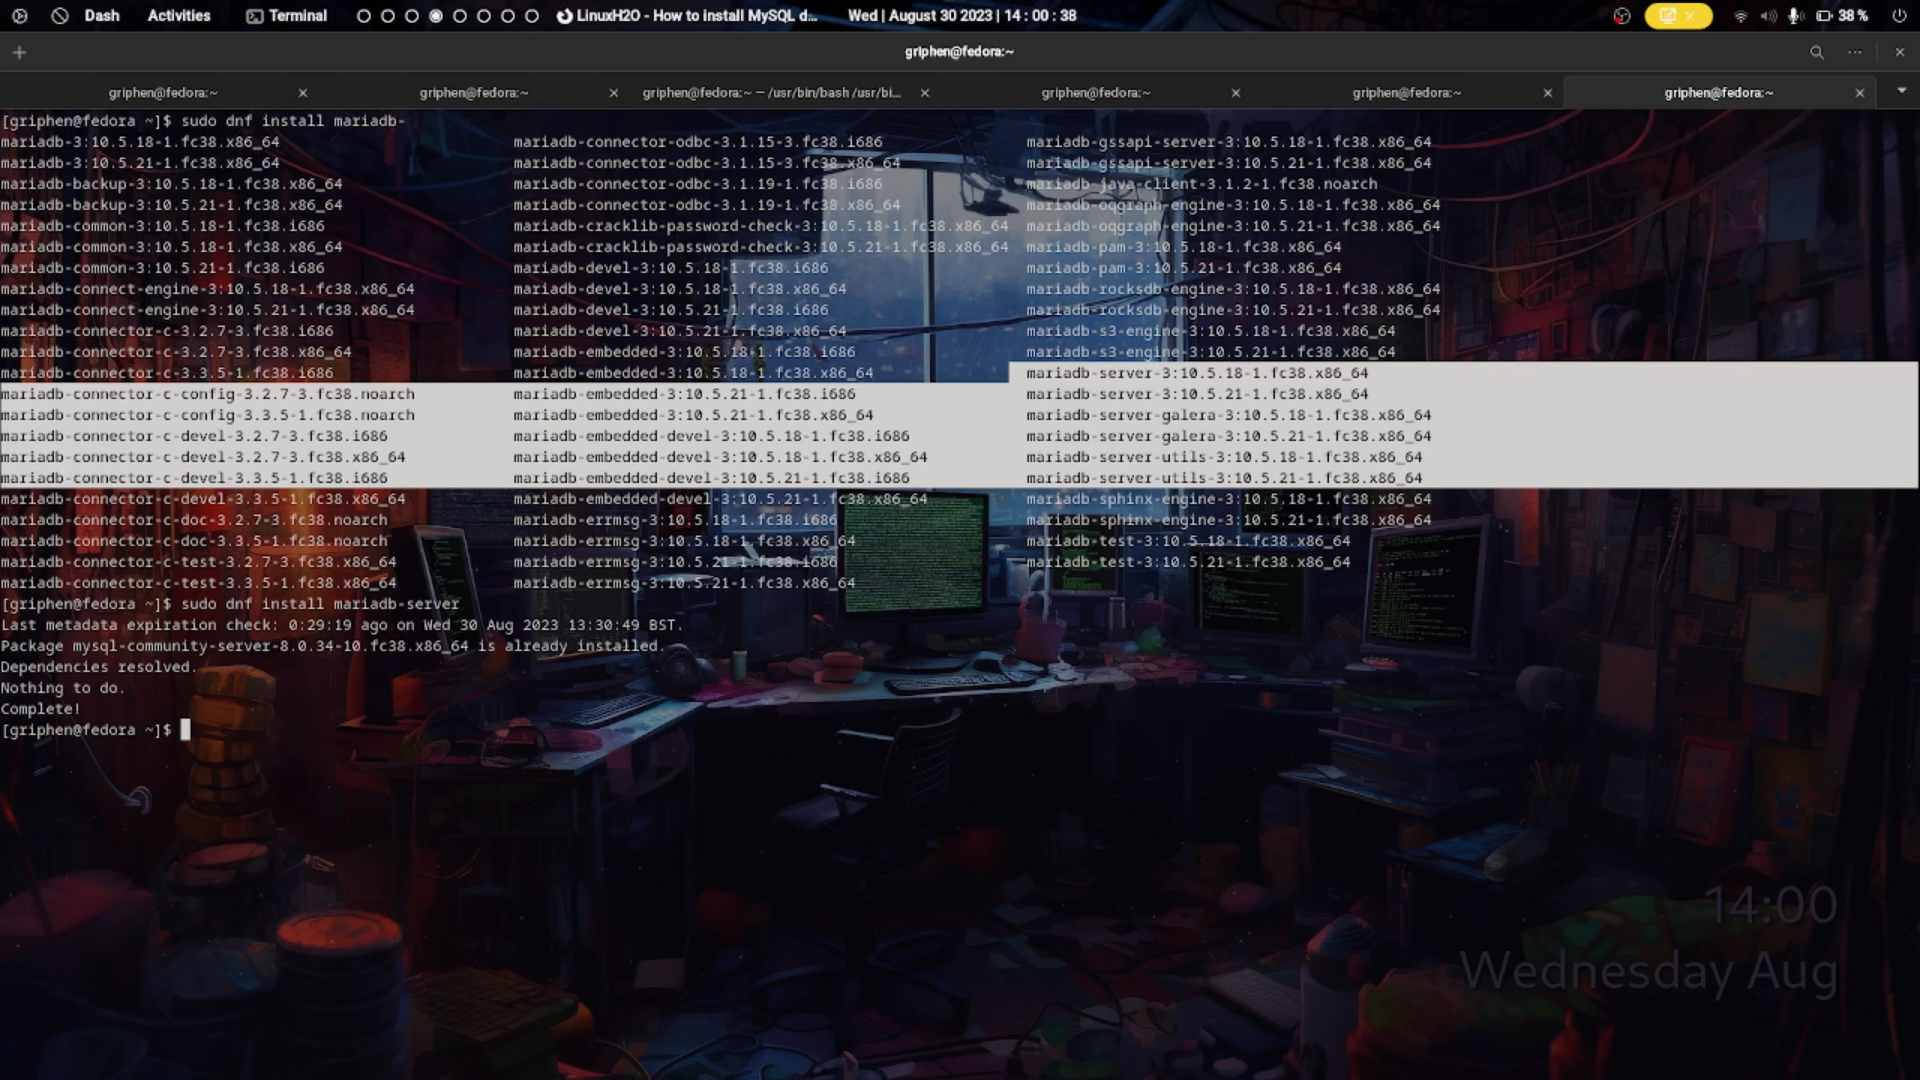 Dash Activities Terminal LinuxH2O - How to install MySQL d... Wed | August 30 2023 | 14 : 00 : 38 38 %
griphen@fedora:~
griphen@fedora:~ griphen@fedora:~ griphen@fedora:~ — /usr/bin/bash /usr/bi... griphen@fedora:~ griphen@fedora:~ griphen@fedora:~
[griphen@fedora ~]$ sudo dnf install mariadb-
mariadb-3:10.5.18-1.fc38.x86_64 mariadb-connector-odbc-3.1.15-3.fc38.i686 mariadb-gssapi-server-3:10.5.18-1.fc38.x86_64
mariadb-3:10.5.21-1.fc38.x86_64 mariadb-connector-odbc-3.1.15-3.fc38.x86_64 mariadb-gssapi-server-3:10.5.21-1.fc38.x86_64
mariadb-backup-3:10.5.18-1.fc38.x86_64 mariadb-connector-odbc-3.1.19-1.fc38.i686 mariadb-java-client-3.1.2-1.fc38.noarch
mariadb-backup-3:10.5.21-1.fc38.x86_64 mariadb-connector-odbc-3.1.19-1.fc38.x86_64 mariadb-oqgraph-engine-3:10.5.18-1.fc38.x86_64
mariadb-common-3:10.5.18-1.fc38.i686 mariadb-cracklib-password-check-3:10.5.18-1.fc38.x86_64 mariadb-oqgraph-engine-3:10.5.21-1.fc38.x86_64
mariadb-common-3:10.5.18-1.fc38.x86_64 mariadb-cracklib-password-check-3:10.5.21-1.fc38.x86_64 mariadb-pam-3:10.5.18-1.fc38.x86_64
mariadb-common-3:10.5.21-1.fc38.i686 mariadb-devel-3:10.5.18-1.fc38.i686 mariadb-pam-3:10.5.21-1.fc38.x86_64
mariadb-connect-engine-3:10.5.18-1.fc38.x86_64 mariadb-devel-3:10.5.18-1.fc38.x86_64 mariadb-rocksdb-engine-3:10.5.18-1.fc38.x86_64
mariadb-connect-engine-3:10.5.21-1.fc38.x86_64 mariadb-devel-3:10.5.21-1.fc38.i686 mariadb-rocksdb-engine-3:10.5.21-1.fc38.x86_64
mariadb-connector-c-3.2.7-3.fc38.i686 mariadb-devel-3:10.5.21-1.fc38.x86_64 mariadb-s3-engine-3:10.5.18-1.fc38.x86_64
mariadb-connector-c-3.2.7-3.fc38.x86_64 mariadb-embedded-3:10.5.18-1.fc38.i686 mariadb-s3-engine-3:10.5.21-1.fc38.x86_64
mariadb-connector-c-3.3.5-1.fc38.i686 mariadb-embedded-3:10.5.18-1.fc38.x86_64 mariadb-server-3:10.5.18-1.fc38.x86_64
mariadb-connector-c-config-3.2.7-3.fc38.noarch mariadb-embedded-3:10.5.21-1.fc38.i686 mariadb-server-3:10.5.21-1.fc38.x86_64
mariadb-connector-c-config-3.3.5-1.fc38.noarch mariadb-embedded-3:10.5.21-1.fc38.x86_64 mariadb-server-galera-3:10.5.18-1.fc38.x86_64
mariadb-connector-c-devel-3.2.7-3.fc38.i686 mariadb-embedded-devel-3:10.5.18-1.fc38.i686 mariadb-server-galera-3:10.5.21-1.fc38.x86_64
mariadb-connector-c-devel-3.2.7-3.fc38.x86_64 mariadb-embedded-devel-3:10.5.18-1.fc38.x86_64 mariadb-server-utils-3:10.5.18-1.fc38.x86_64
mariadb-connector-c-devel-3.3.5-1.fc38.i686 mariadb-embedded-devel-3:10.5.21-1.fc38.i686 mariadb-server-utils-3:10.5.21-1.fc38.x86_64
mariadb-connector-c-devel-3.3.5-1.fc38.x86_64 mariadb-embedded-devel-3:10.5.21-1.fc38.x86_64 mariadb-sphinx-engine-3:10.5.18-1.fc38.x86_64
mariadb-connector-c-doc-3.2.7-3.fc38.noarch mariadb-errmsg-3:10.5.18-1.fc38.i686 mariadb-sphinx-engine-3:10.5.21-1.fc38.x86_64
mariadb-connector-c-doc-3.3.5-1.fc38.noarch mariadb-errmsg-3:10.5.18-1.fc38.x86_64 mariadb-test-3:10.5.18-1.fc38.x86_64
mariadb-connector-c-test-3.2.7-3.fc38.x86_64 mariadb-errmsg-3:10.5.21-1.fc38.i686 mariadb-test-3:10.5.21-1.fc38.x86_64
mariadb-connector-c-test-3.3.5-1.fc38.x86_64 mariadb-errmsg-3:10.5.21-1.fc38.x86_64
[griphen@fedora ~]$ sudo dnf install mariadb-server
Last metadata expiration check: 0:29:19 ago on Wed 30 Aug 2023 13:30:49 BST.
Package mysql-community-server-8.0.34-10.fc38.x86_64 is already installed.
Dependencies resolved.
Nothing to do.
Complete!
[griphen@fedora ~]$
14:00
Wednesday Aug